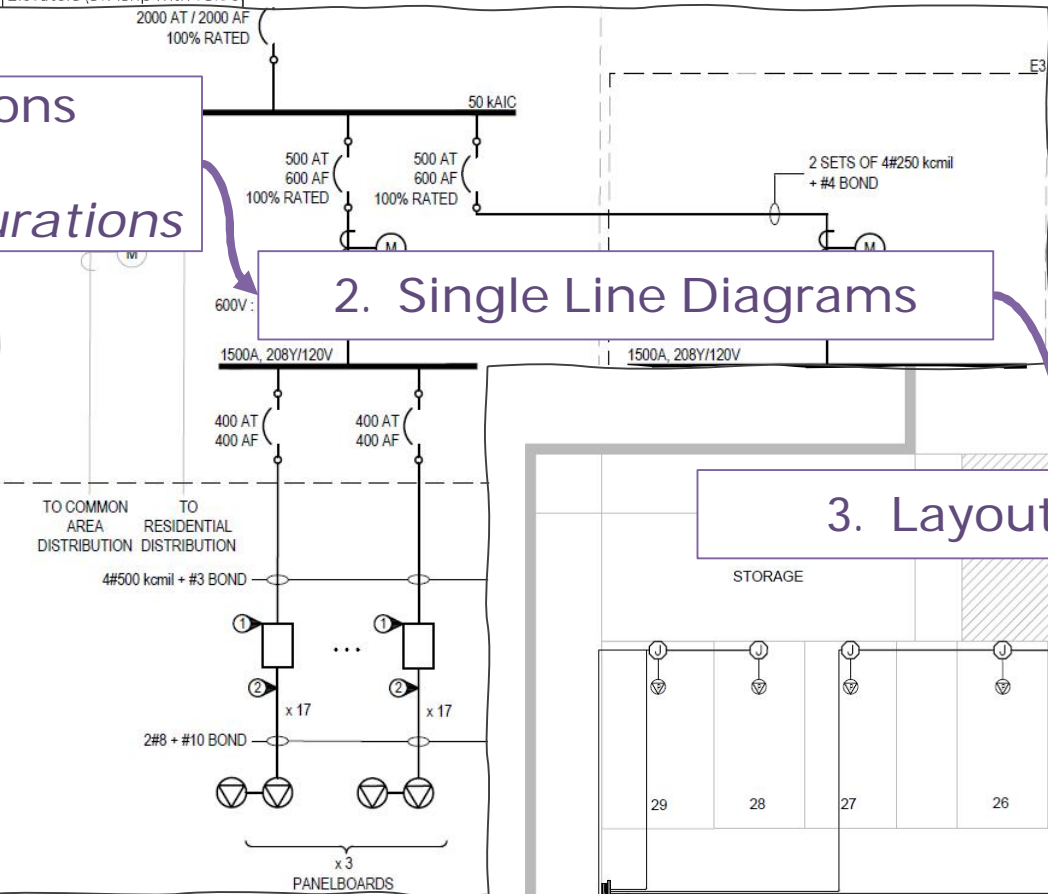 2000 AT / 2000 AF
100% RATED
50 kAIC
E3
ons
urations
500 AT
600 AF
100% RATED
500 AT
600 AF
100% RATED
2 SETS OF 4#250 kcmil
+ #4 BOND
M
M
M
2. Single Line Diagrams
600V :
1500A, 208Y/120V
1500A, 208Y/120V
400 AT
400 AF
400 AT
400 AF
3. Layout
TO COMMON
AREA
DISTRIBUTION
TO
RESIDENTIAL
DISTRIBUTION
4#500 kcmil + #3 BOND
STORAGE
1
1
...
2
2
x 17
x 17
2#8 + #10 BOND
J
J
J
J
29
28
27
26
x 3
PANELBOARDS